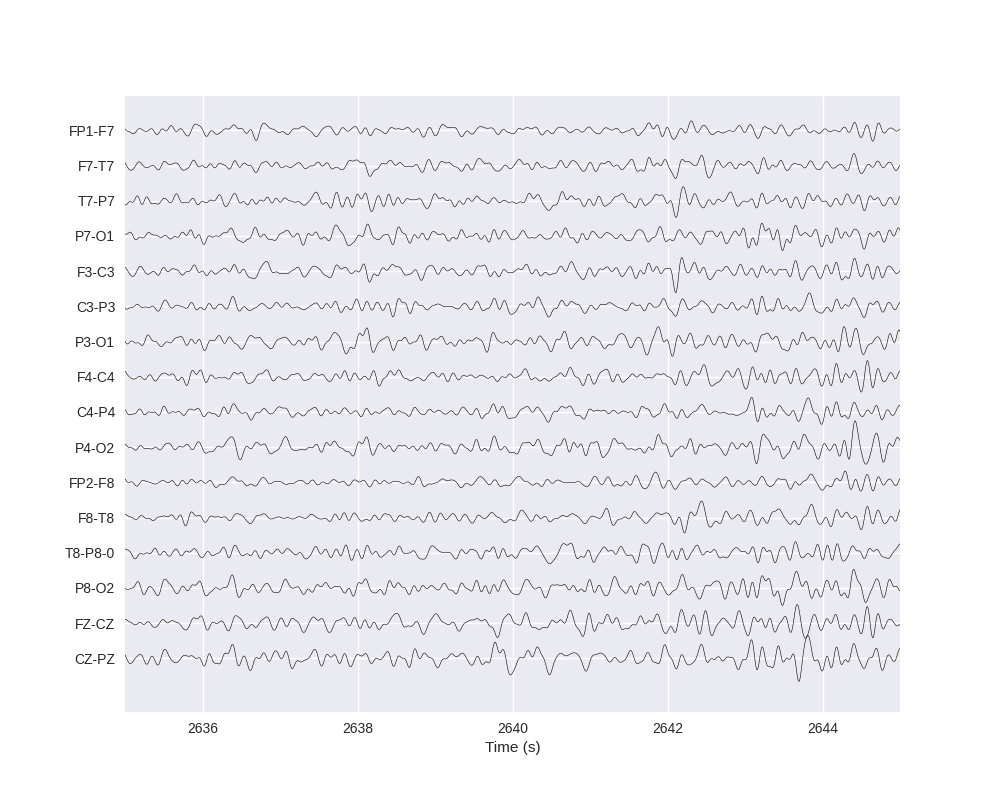 FP1-F7
F7-T7
T7-P7
P7-O1
F3-C3
C3-P3
P3-O1
F4-C4
C4-P4
P4-O2
FP2-F8
F8-T8
T8-P8-0
P8-O2
FZ-CZ
CZ-PZ
2636 2638 2640 2642 2644
Time (s)